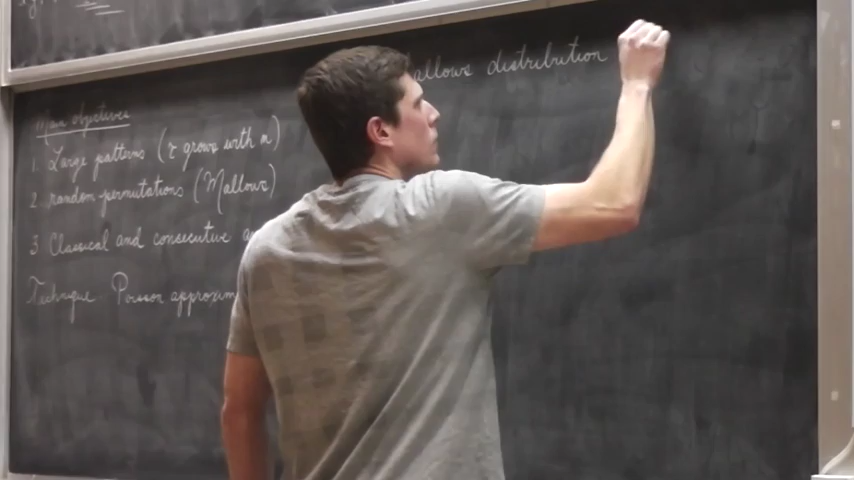 Main objectives
1. Large patterns (τ grows with n)
2. random permutations (Mallows)
3 Classical and consecutive
Technique: Poisson approxim
allows distribution